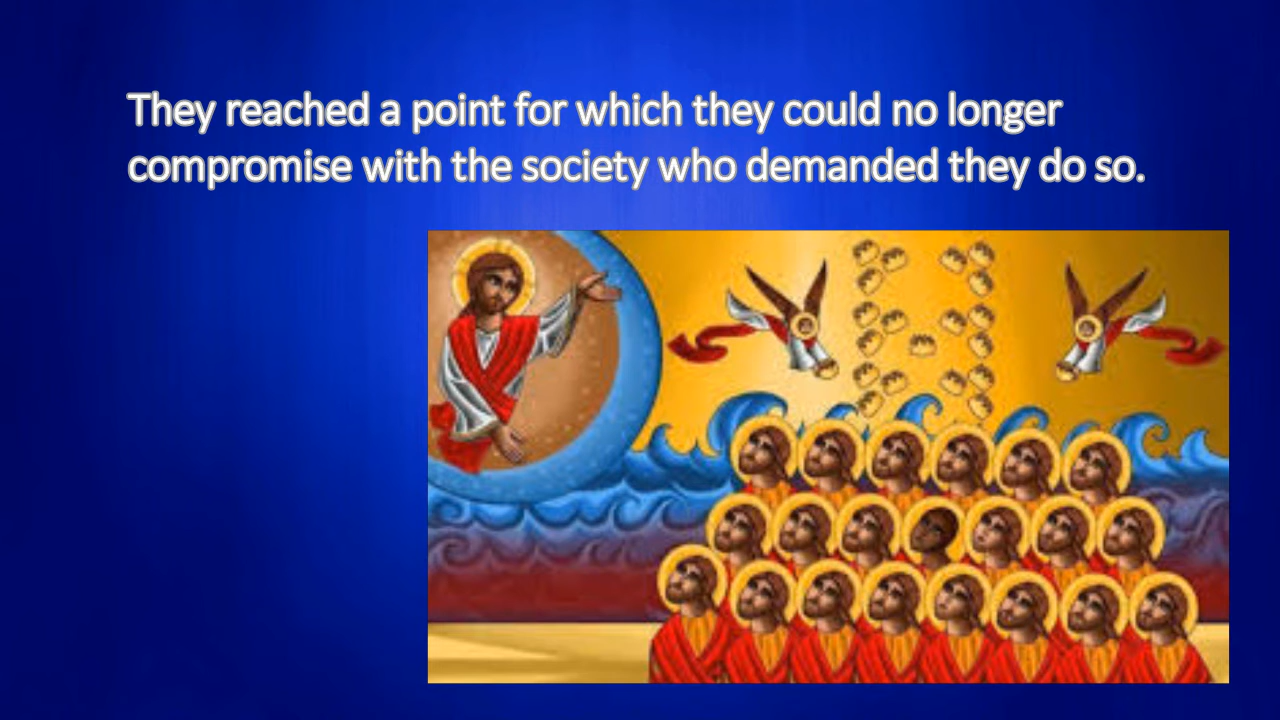 They reached a point for which they could no longer
compromise with the society who demanded they do so.